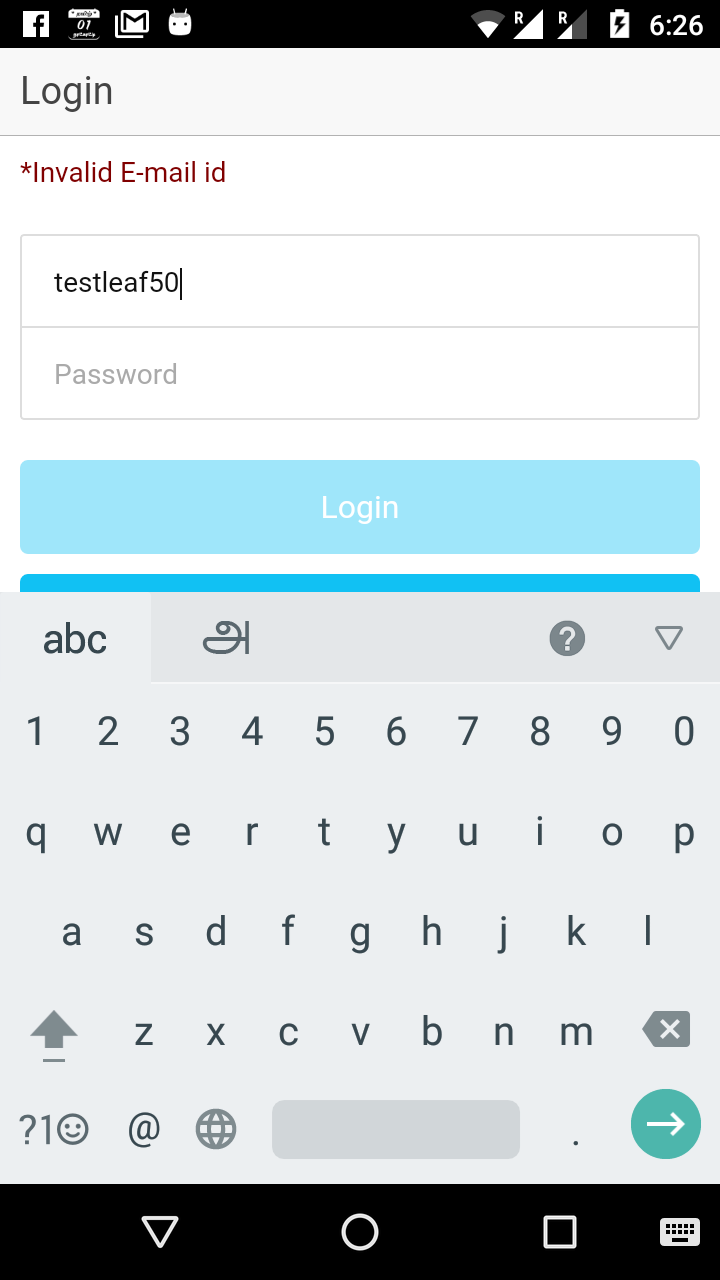 01
R R 6:26
Login
*Invalid E-mail id
testleaf50
Password
Login
abc அ ?
1 2 3 4 5 6 7 8 9 0
q w e r t y u i o p
a s d f g h j k l
z x c v b n m
?1☺ @ .